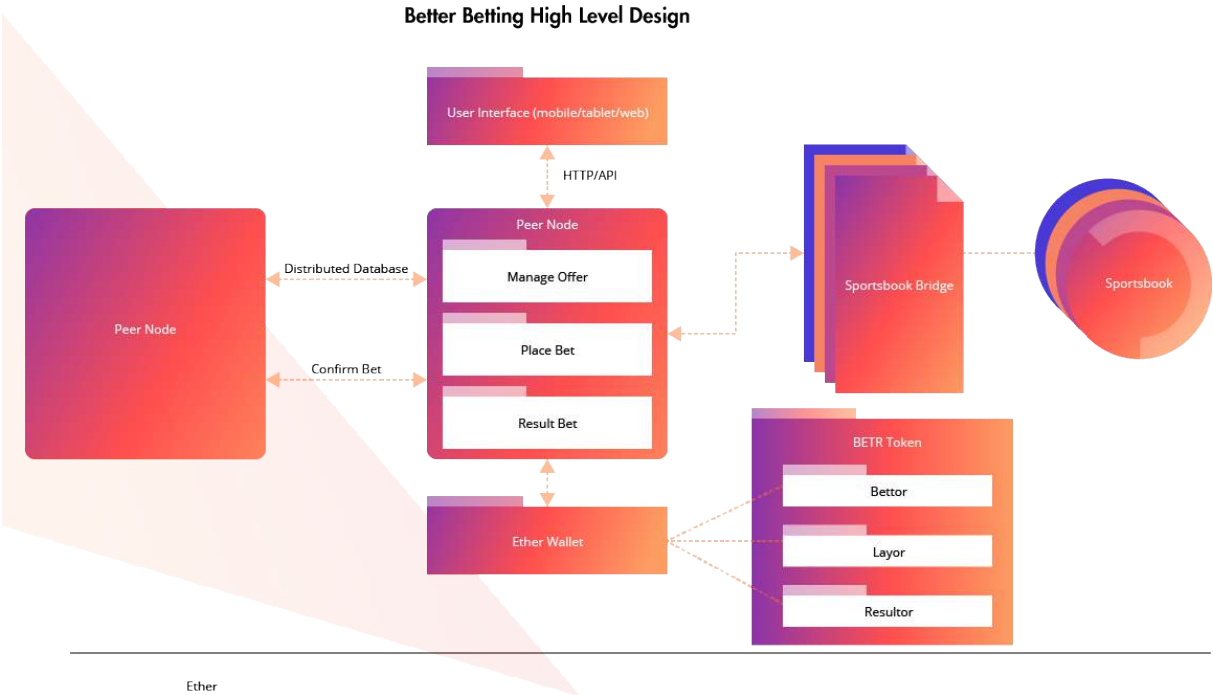 Better Betting High Level Design
User Interface (mobile/tablet/web)
HTTP/API
Peer Node
Distributed Database
Confirm Bet
Peer Node
Manage Offer
Place Bet
Result Bet
Sportsbook Bridge
Sportsbook
Ether Wallet
BETR Token
Bettor
Layor
Resultor
Ether